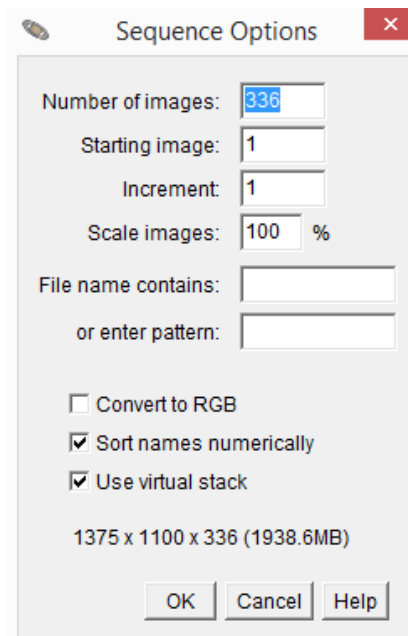 Sequence Options
Number of images: 336
Starting image: 1
Increment: 1
Scale images: 100 %
File name contains:
or enter pattern:
Convert to RGB
Sort names numerically
Use virtual stack
1375 x 1100 x 336 (1938.6MB)
OK Cancel Help